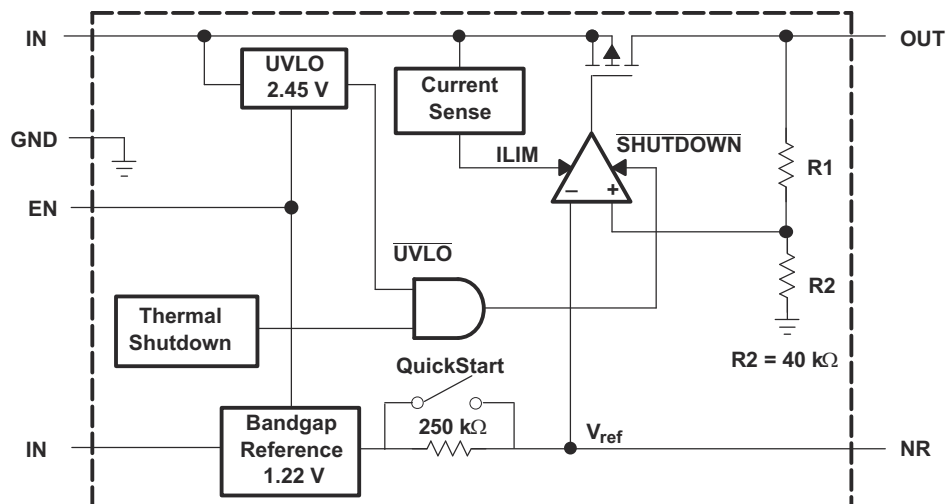 IN
OUT
UVLO
2.45 V
Current
Sense
GND
SHUTDOWN
ILIM
R1
− +
EN
UVLO
R2
Thermal
Shutdown
R2 = 40 kΩ
QuickStart
250 kΩ
Bandgap
Reference
1.22 V
Vref
IN
NR